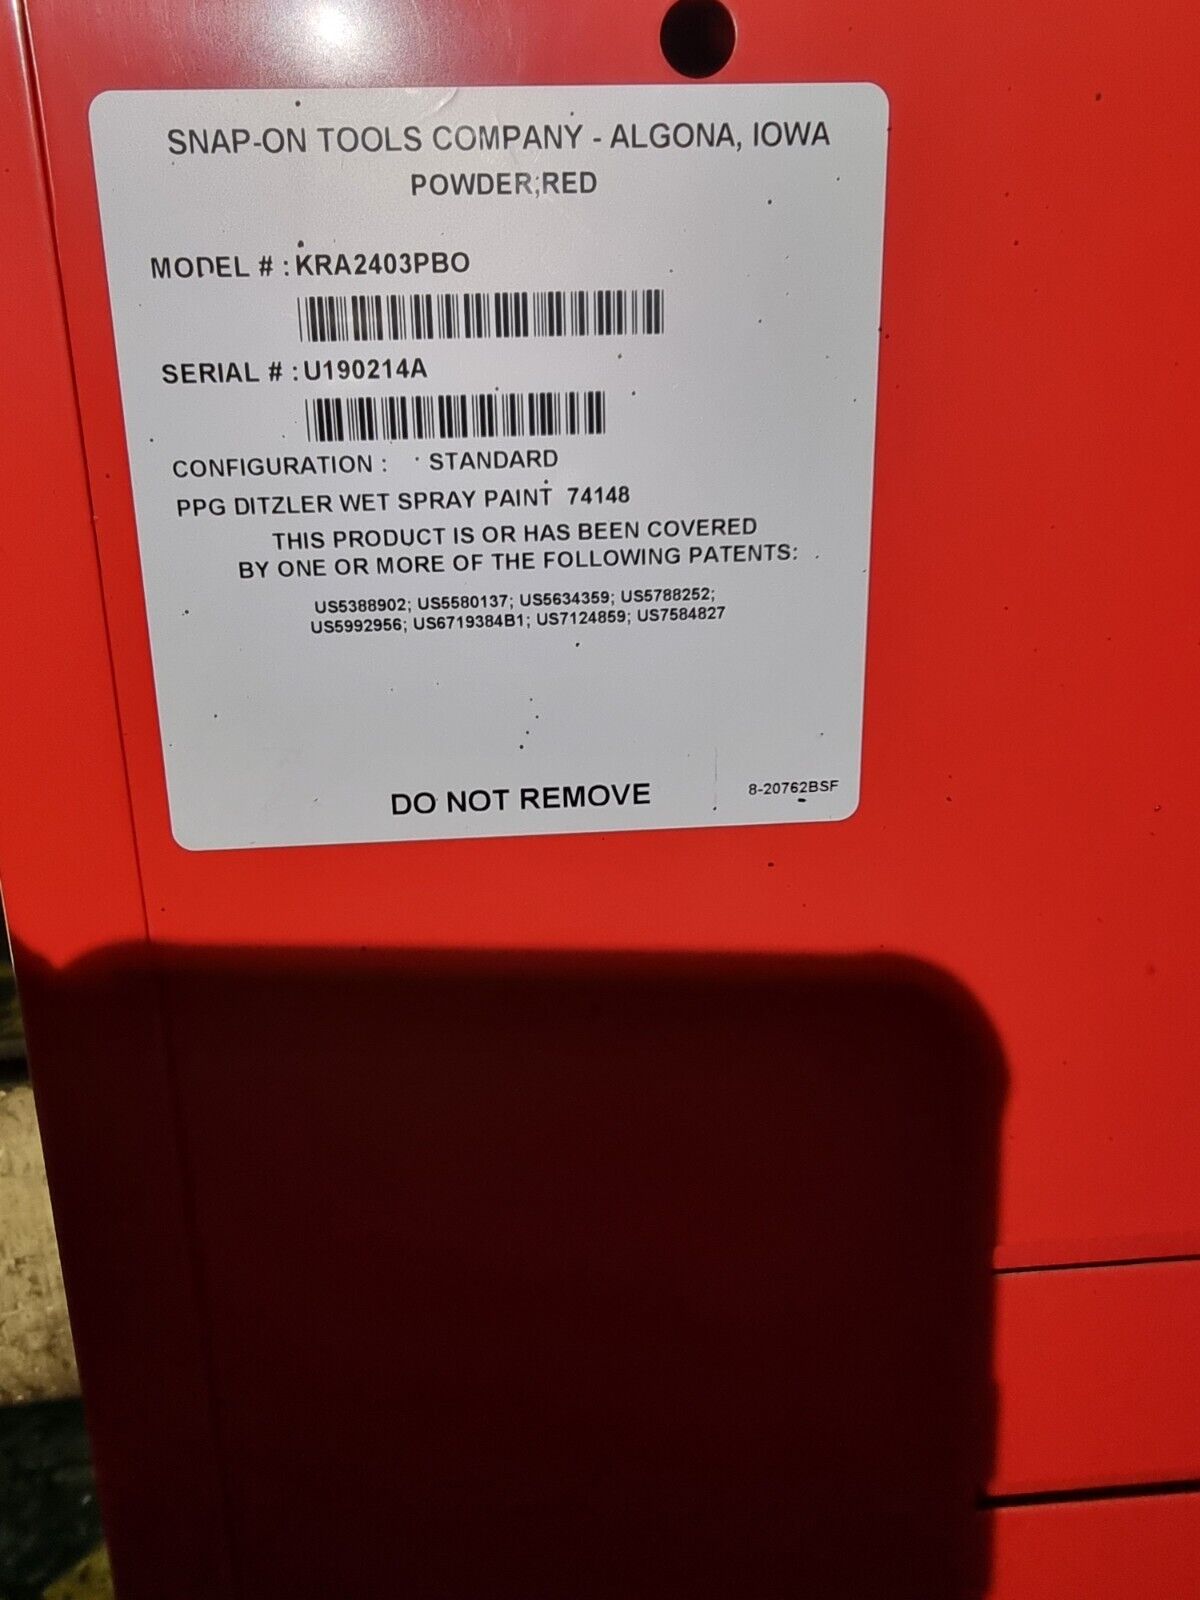 SNAP-ON TOOLS COMPANY - ALGONA, IOWA
POWDER;RED
MODEL # : KRA2403PBO
SERIAL # : U190214A
CONFIGURATION : STANDARD
PPG DITZLER WET SPRAY PAINT 74148
THIS PRODUCT IS OR HAS BEEN COVERED
BY ONE OR MORE OF THE FOLLOWING PATENTS:
US5388902; US5580137; US5634359; US5788252;
US5992956; US6719384B1; US7124859; US7584827
DO NOT REMOVE
8-20762BSF